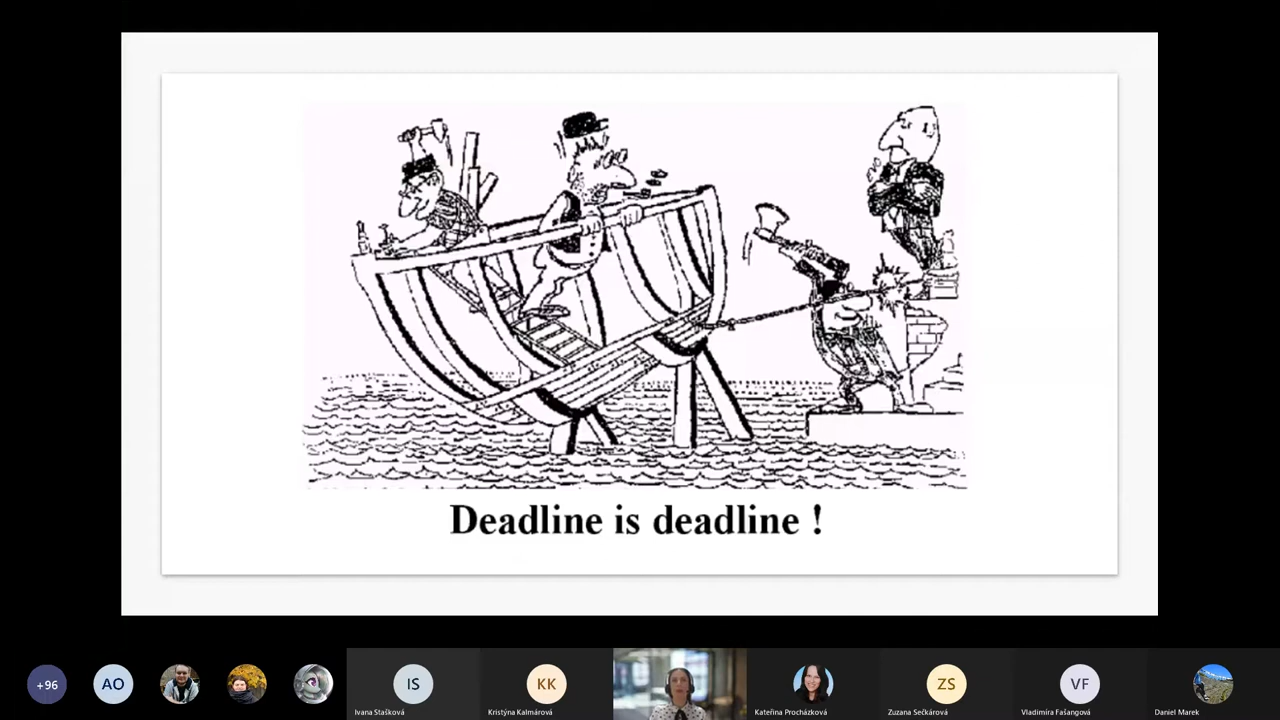 Deadline is deadline !
+96
AO
IS
KK
ZS
VF
Ivana Stašková
Kristýna Kalmárová
Kateřina Procházková
Zuzana Sečkárová
Vladimíra Fašangová
Daniel Marek